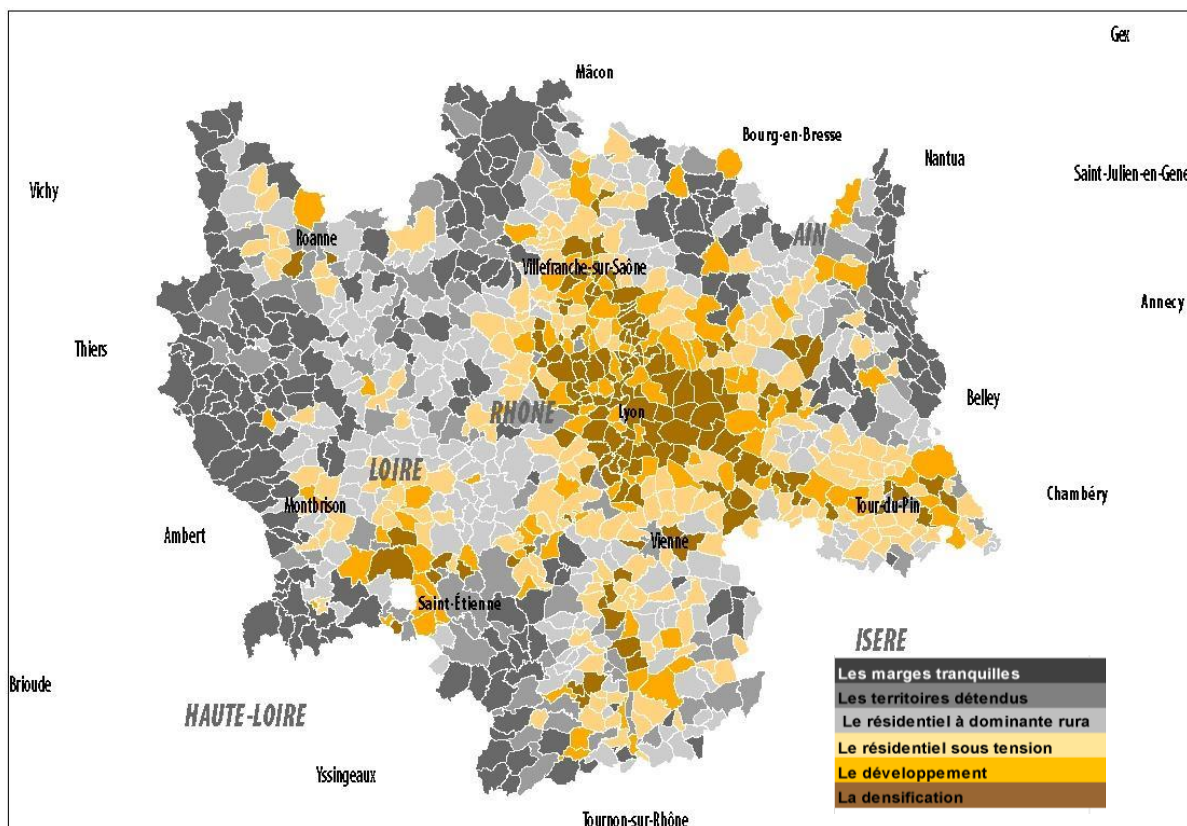 Gex
Mâcon
Bourg-en-Bresse
Nantua
Saint-Julien-en-Gene
Vichy
AIN
Roanne
Villefranche-sur-Saône
Annecy
Thiers
Belley
RHONE
Lyon
LOIRE
Chambéry
Montbrison
Tour-du-Pin
Ambert
Vienne
Saint-Étienne
ISERE
Brioude
HAUTE-LOIRE
Yssingeaux
Tournon-sur-Rhône
Les marges tranquilles
Les territoires détendus
Le résidentiel à dominante rura
Le résidentiel sous tension
Le développement
La densification